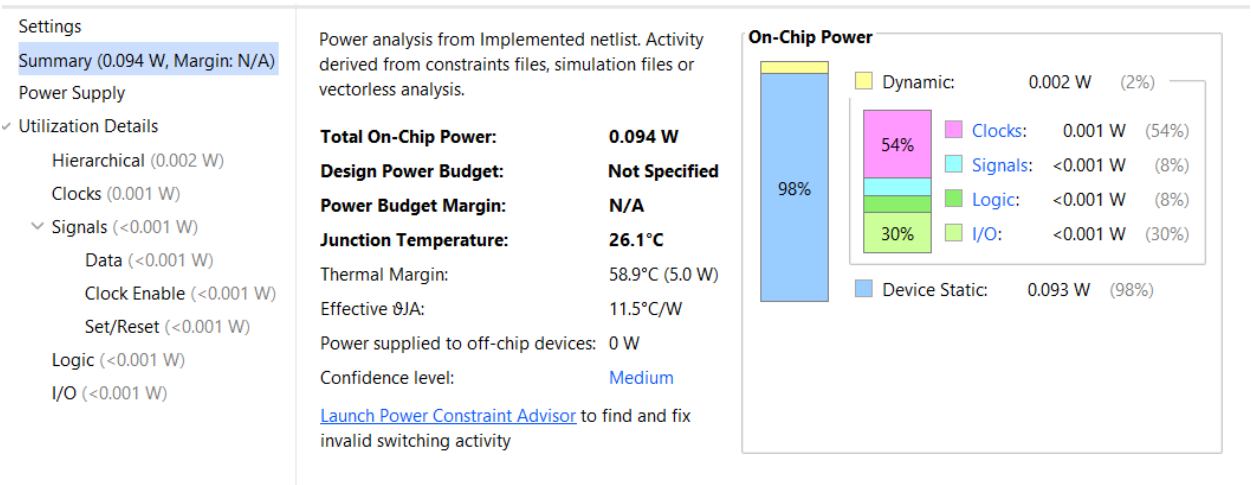 Settings
Summary (0.094 W, Margin: N/A)
Power Supply
Utilization Details
Hierarchical (0.002 W)
Clocks (0.001 W)
Signals (<0.001 W)
Data (<0.001 W)
Clock Enable (<0.001 W)
Set/Reset (<0.001 W)
Logic (<0.001 W)
I/O (<0.001 W)
Power analysis from Implemented netlist. Activity
derived from constraints files, simulation files or
vectorless analysis.
Total On-Chip Power: 0.094 W
Design Power Budget: Not Specified
Power Budget Margin: N/A
Junction Temperature: 26.1°C
Thermal Margin: 58.9°C (5.0 W)
Effective ϑJA: 11.5°C/W
Power supplied to off-chip devices: 0 W
Confidence level: Medium
Launch Power Constraint Advisor to find and fix
invalid switching activity
On-Chip Power
98%
Dynamic: 0.002 W (2%)
54%
30%
Clocks: 0.001 W (54%)
Signals: <0.001 W (8%)
Logic: <0.001 W (8%)
I/O: <0.001 W (30%)
Device Static: 0.093 W (98%)